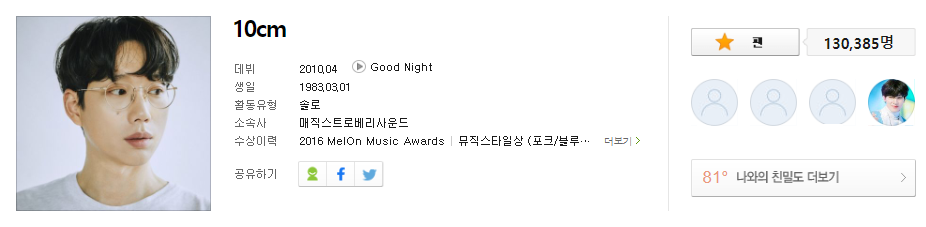 10cm
데뷔 2010.04 Good Night
생일 1983.03.01
활동유형 솔로
소속사 매직스트로베리사운드
수상이력 2016 MelOn Music Awards | 뮤직스타일상 (포크/블루… 더보기 >
공유하기
팬 130,385명
81° 나와의 친밀도 더보기 >